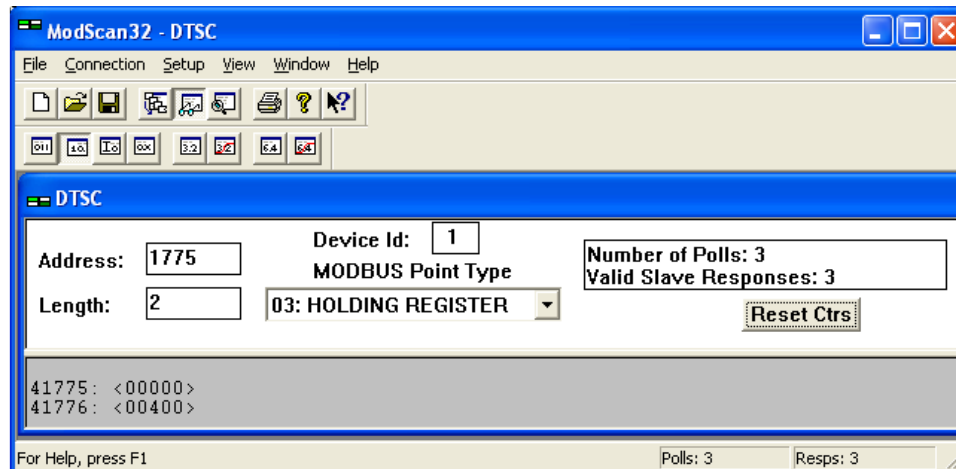 ModScan32 - DTSC
File Connection Setup View Window Help
DTSC
Address: 1775
Device Id: 1
MODBUS Point Type
Length: 2
03: HOLDING REGISTER
Number of Polls: 3
Valid Slave Responses: 3
Reset Ctrs
41775: <00000>
41776: <00400>
For Help, press F1
Polls: 3
Resps: 3